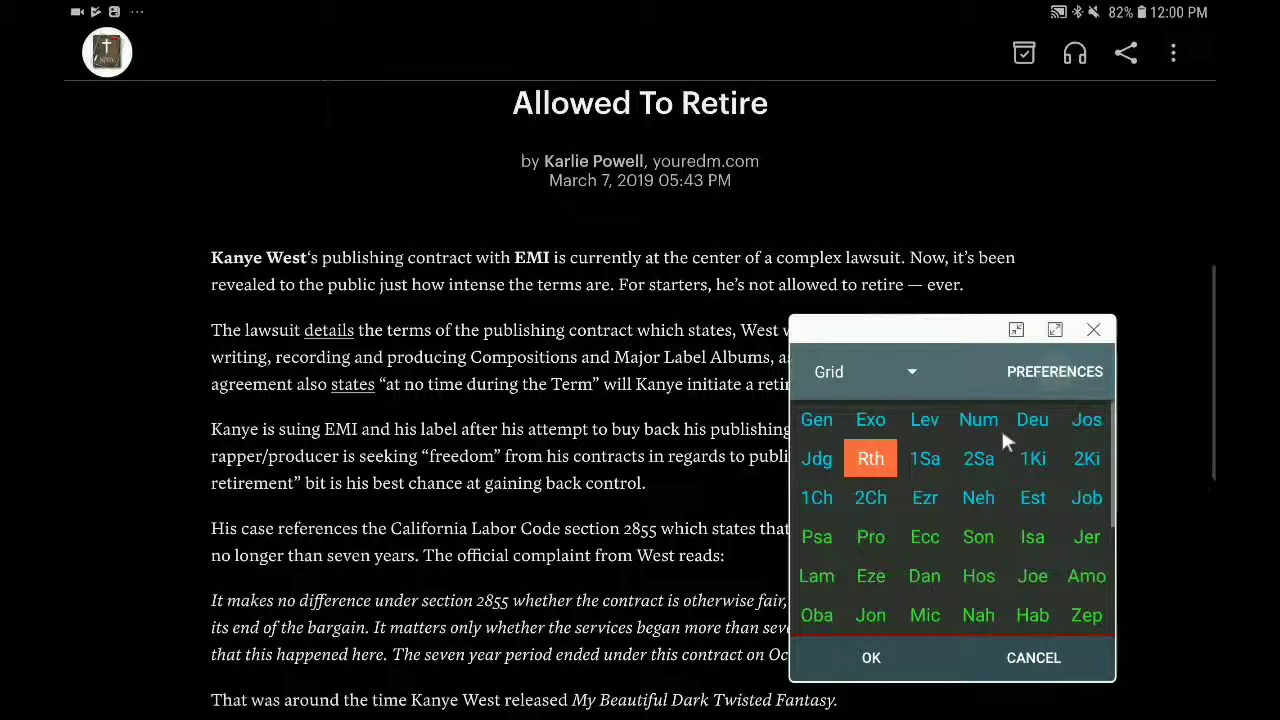 82% 12:00 PM
Allowed To Retire
by Karlie Powell, youredm.com
March 7, 2019 05:43 PM
Kanye West‘s publishing contract with EMI is currently at the center of a complex lawsuit. Now, it’s been
revealed to the public just how intense the terms are. For starters, he’s not allowed to retire — ever.
The lawsuit details the terms of the publishing contract which states, West
writing, recording and producing Compositions and Major Label Albums,
agreement also states “at no time during the Term” will Kanye initiate a
Kanye is suing EMI and his label after his attempt to buy back his publishing
rapper/producer is seeking “freedom” from his contracts in regards to
retirement” bit is his best chance at gaining back control.
His case references the California Labor Code section 2855 which states that
no longer than seven years. The official complaint from West reads:
It makes no difference under section 2855 whether the contract is otherwise fair,
its end of the bargain. It matters only whether the services began more than
that this happened here. The seven year period ended under this contract on
That was around the time Kanye West released My Beautiful Dark Twisted Fantasy.
Grid PREFERENCES
Gen Exo Lev Num Deu Jos
Jdg Rth 1Sa 2Sa 1Ki 2Ki
1Ch 2Ch Ezr Neh Est Job
Psa Pro Ecc Son Isa Jer
Lam Eze Dan Hos Joe Amo
Oba Jon Mic Nah Hab Zep
OK CANCEL